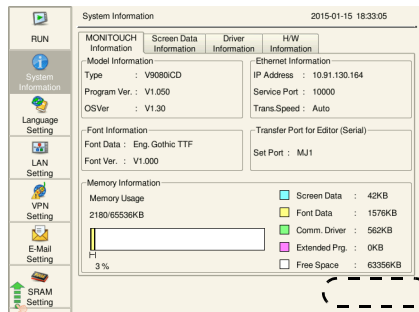 System Information 2015-01-15 18:33:05
RUN
System Information
Language Setting
LAN Setting
VPN Setting
E-Mail Setting
SRAM Setting
MONITOUCH Information
Screen Data Information
Driver Information
H/W Information
Model Information
Type : V9080iCD
Program Ver. : V1.050
OSVer : V1.30
Ethernet Information
IP Address : 10.91.130.164
Service Port : 10000
Trans.Speed : Auto
Font Information
Font Data : Eng. Gothic TTF
Font Ver. : V1.000
Transfer Port for Editor (Serial)
Set Port : MJ1
Memory Information
Memory Usage
2180/65536KB
3 %
Screen Data : 42KB
Font Data : 1576KB
Comm. Driver : 562KB
Extended Prg. : 0KB
Free Space : 63356KB